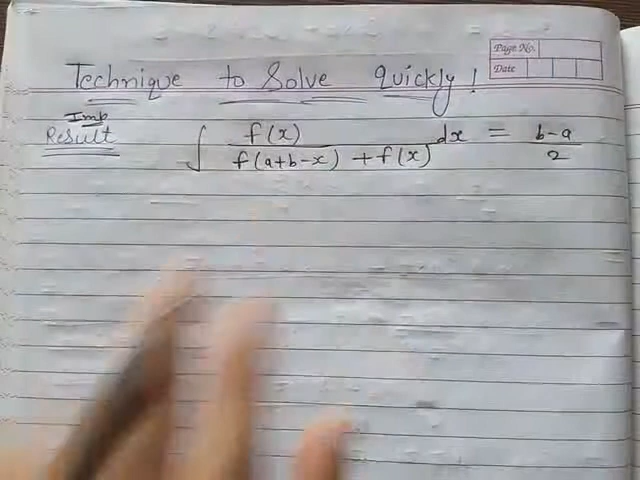 Page No.
Date
Technique to Solve Quickly!
Imp
Result
∫ f(x) / f(a+b-x) + f(x) dx = b-a / 2